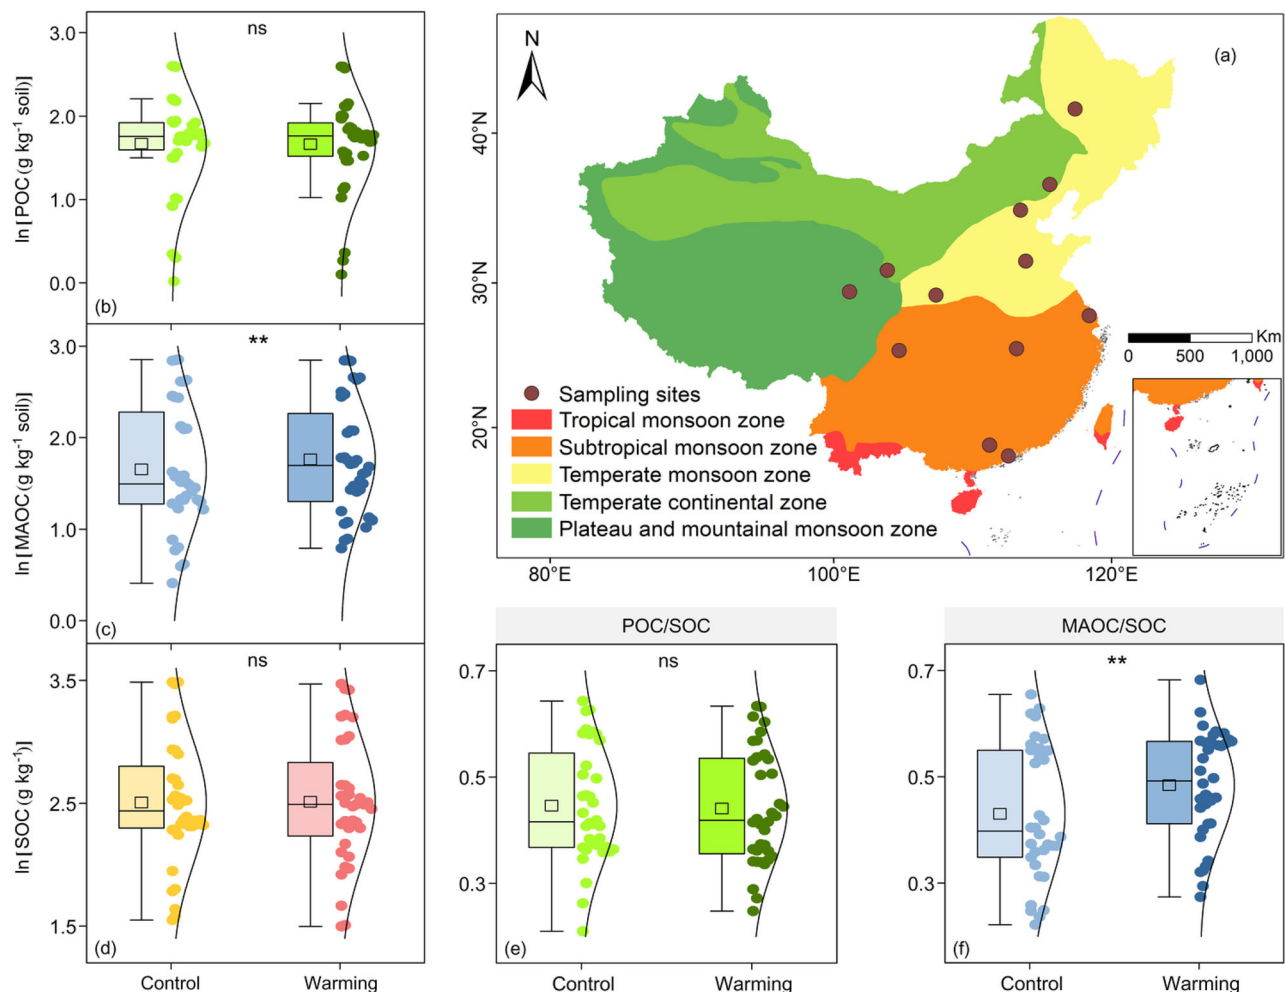 3.0
ns
2.0
1.0
0.0
ln [POC (g kg⁻¹ soil)]
(b)
3.0
**
2.0
1.0
0.0
ln [MAOC (g kg⁻¹ soil)]
(c)
3.5
ns
2.5
1.5
ln [SOC (g kg⁻¹)]
(d)
Control
Warming
N
(a)
40°N
30°N
20°N
80°E
100°E
120°E
Km
0
500
1,000
Sampling sites
Tropical monsoon zone
Subtropical monsoon zone
Temperate monsoon zone
Temperate continental zone
Plateau and mountainal monsoon zone
POC/SOC
0.7
ns
0.5
0.3
(e)
Control
Warming
MAOC/SOC
0.7
**
0.5
0.3
(f)
Control
Warming